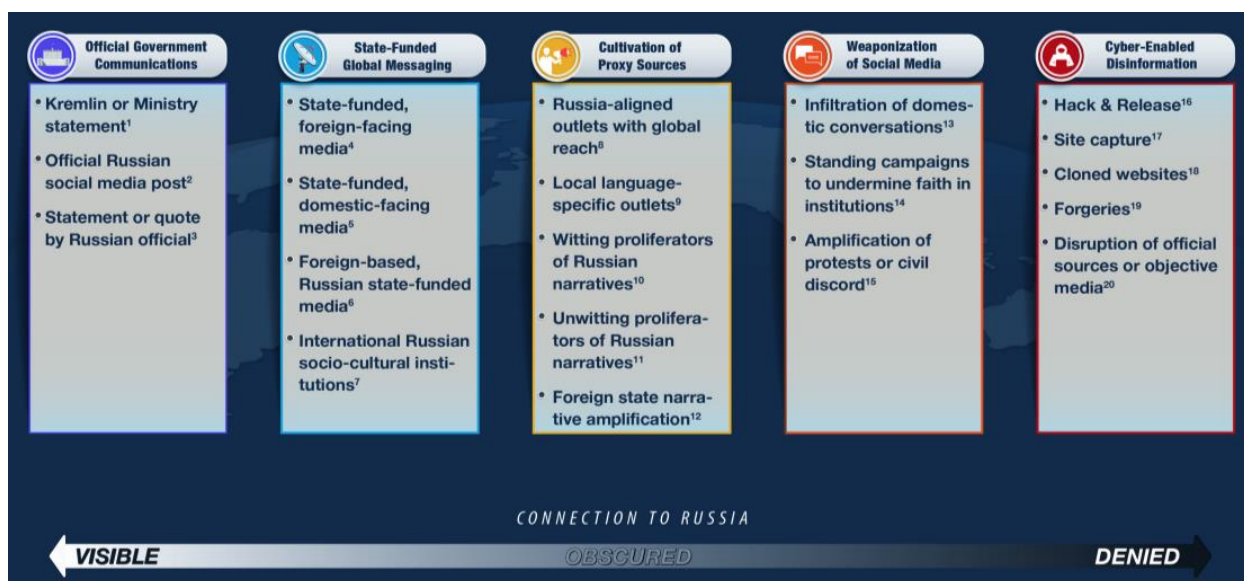 Official Government
Communications
• Kremlin or Ministry
statement¹
• Official Russian
social media post²
• Statement or quote
by Russian official³
State-Funded
Global Messaging
• State-funded,
foreign-facing
media⁴
• State-funded,
domestic-facing
media⁵
• Foreign-based,
Russian state-funded
media⁶
• International Russian
socio-cultural insti-
tutions⁷
Cultivation of
Proxy Sources
• Russia-aligned
outlets with global
reach⁸
• Local language-
specific outlets⁹
• Witting proliferators
of Russian
narratives¹⁰
• Unwitting prolifera-
tors of Russian
narratives¹¹
• Foreign state narra-
tive amplification¹²
Weaponization
of Social Media
• Infiltration of domes-
tic conversations¹³
• Standing campaigns
to undermine faith in
institutions¹⁴
• Amplification of
protests or civil
discord¹⁵
Cyber-Enabled
Disinformation
• Hack & Release¹⁶
• Site capture¹⁷
• Cloned websites¹⁸
• Forgeries¹⁹
• Disruption of official
sources or objective
media²⁰
CONNECTION TO RUSSIA
VISIBLE OBSCURED DENIED